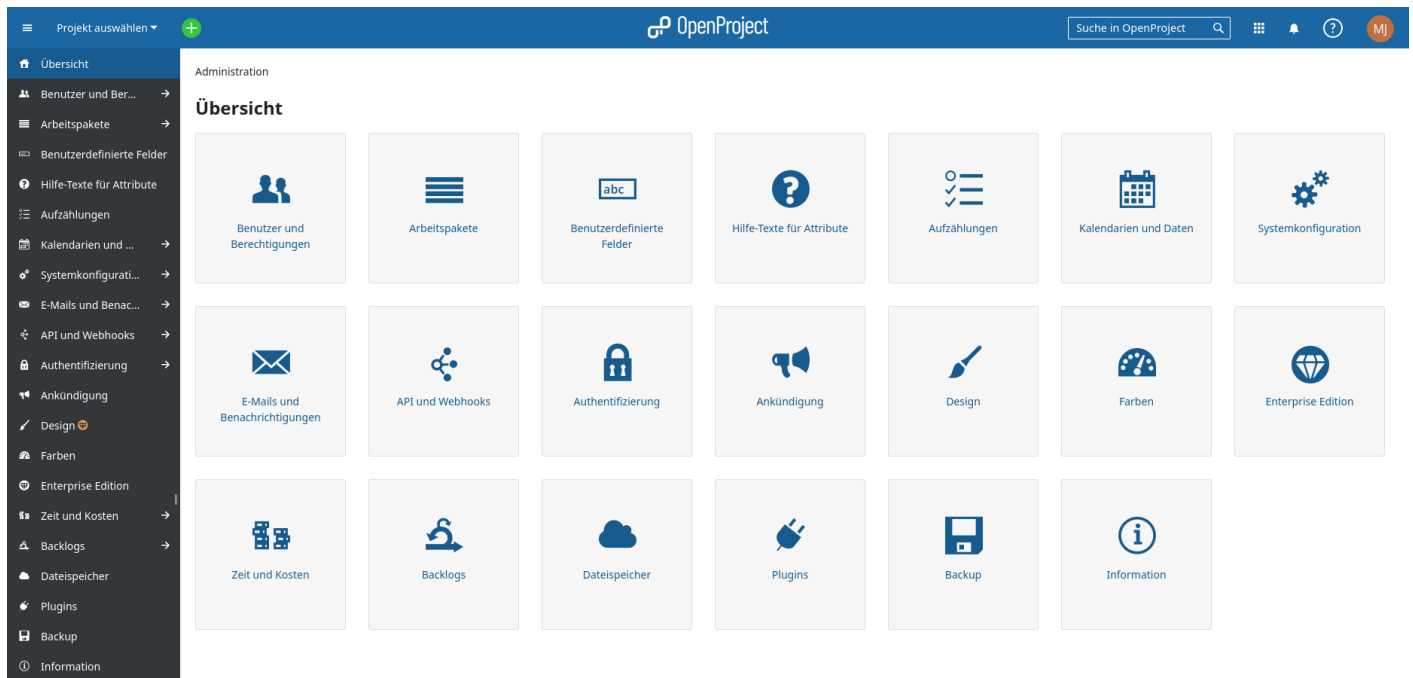 Projekt auswählen
OpenProject
Suche in OpenProject
?
MJ
Übersicht
Benutzer und Ber...
Arbeitspakete
Benutzerdefinierte Felder
Hilfe-Texte für Attribute
Aufzählungen
Kalendarien und ...
Systemkonfigurati...
E-Mails und Benac...
API und Webhooks
Authentifizierung
Ankündigung
Design
Farben
Enterprise Edition
Zeit und Kosten
Backlogs
Dateispeicher
Plugins
Backup
Information
Administration
Übersicht
Benutzer und
Berechtigungen
Arbeitspakete
abc
Benutzerdefinierte
Felder
Hilfe-Texte für Attribute
Aufzählungen
Kalendarien und Daten
Systemkonfiguration
E-Mails und
Benachrichtigungen
API und Webhooks
Authentifizierung
Ankündigung
Design
Farben
Enterprise Edition
Zeit und Kosten
Backlogs
Dateispeicher
Plugins
Backup
Information